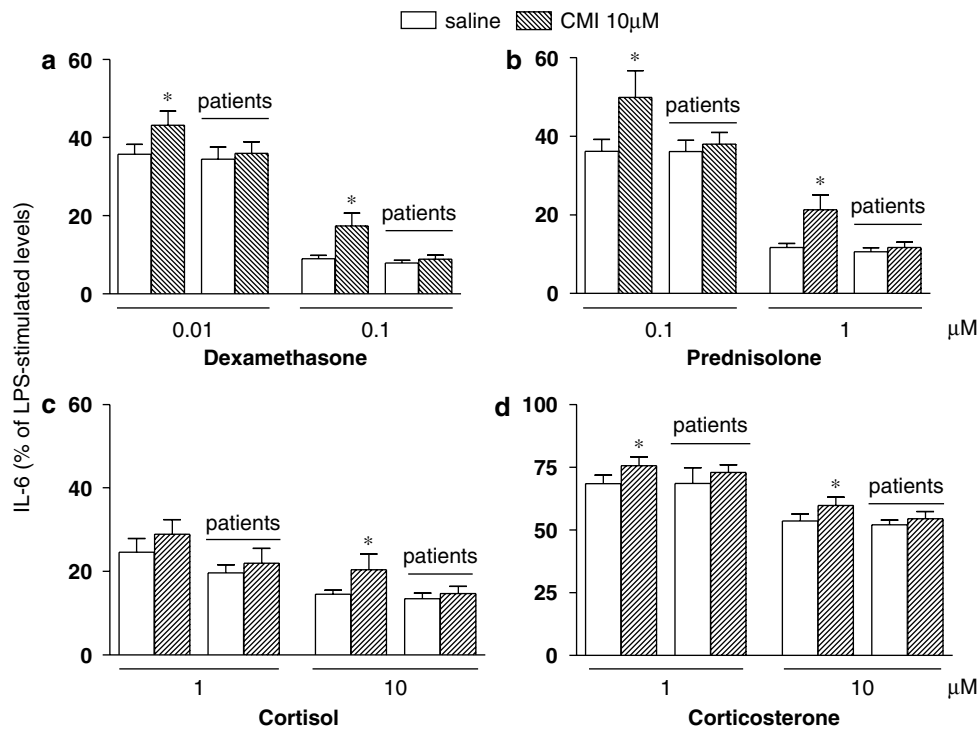 saline CMI 10μM
IL-6 (% of LPS-stimulated levels)
a
60
40
20
0
*
patients
*
patients
0.01 0.1
Dexamethasone
b
60
40
20
0
*
patients
*
patients
0.1 1 μM
Prednisolone
c
60
40
20
0
patients
*
patients
1 10
Cortisol
d
100
75
50
25
0
*
patients
*
patients
1 10 μM
Corticosterone